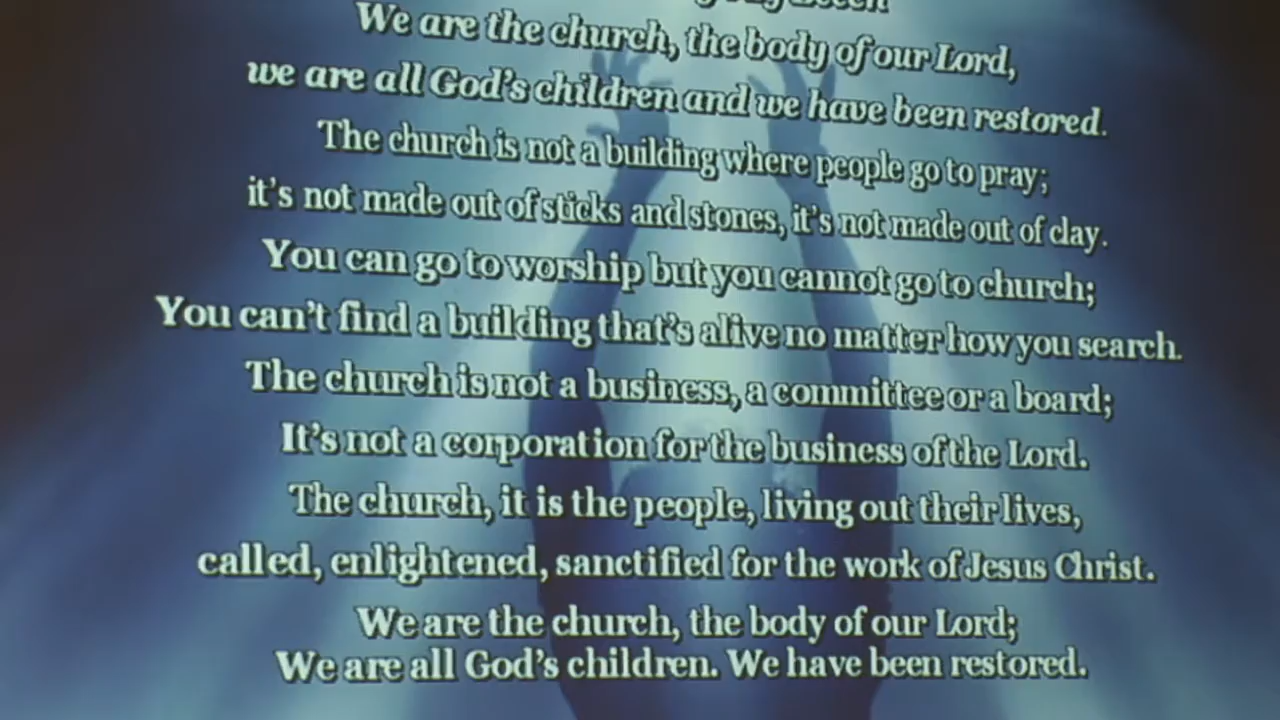 We are the church, the body of our Lord,
we are all God's children and we have been restored.
The church is not a building where people go to pray;
it's not made out of sticks and stones, it's not made out of clay.
You can go to worship but you cannot go to church;
You can't find a building that's alive no matter how you search.
The church is not a business, a committee or a board;
It's not a corporation for the business of the Lord.
The church, it is the people, living out their lives,
called, enlightened, sanctified for the work of Jesus Christ.
We are the church, the body of our Lord;
We are all God's children. We have been restored.